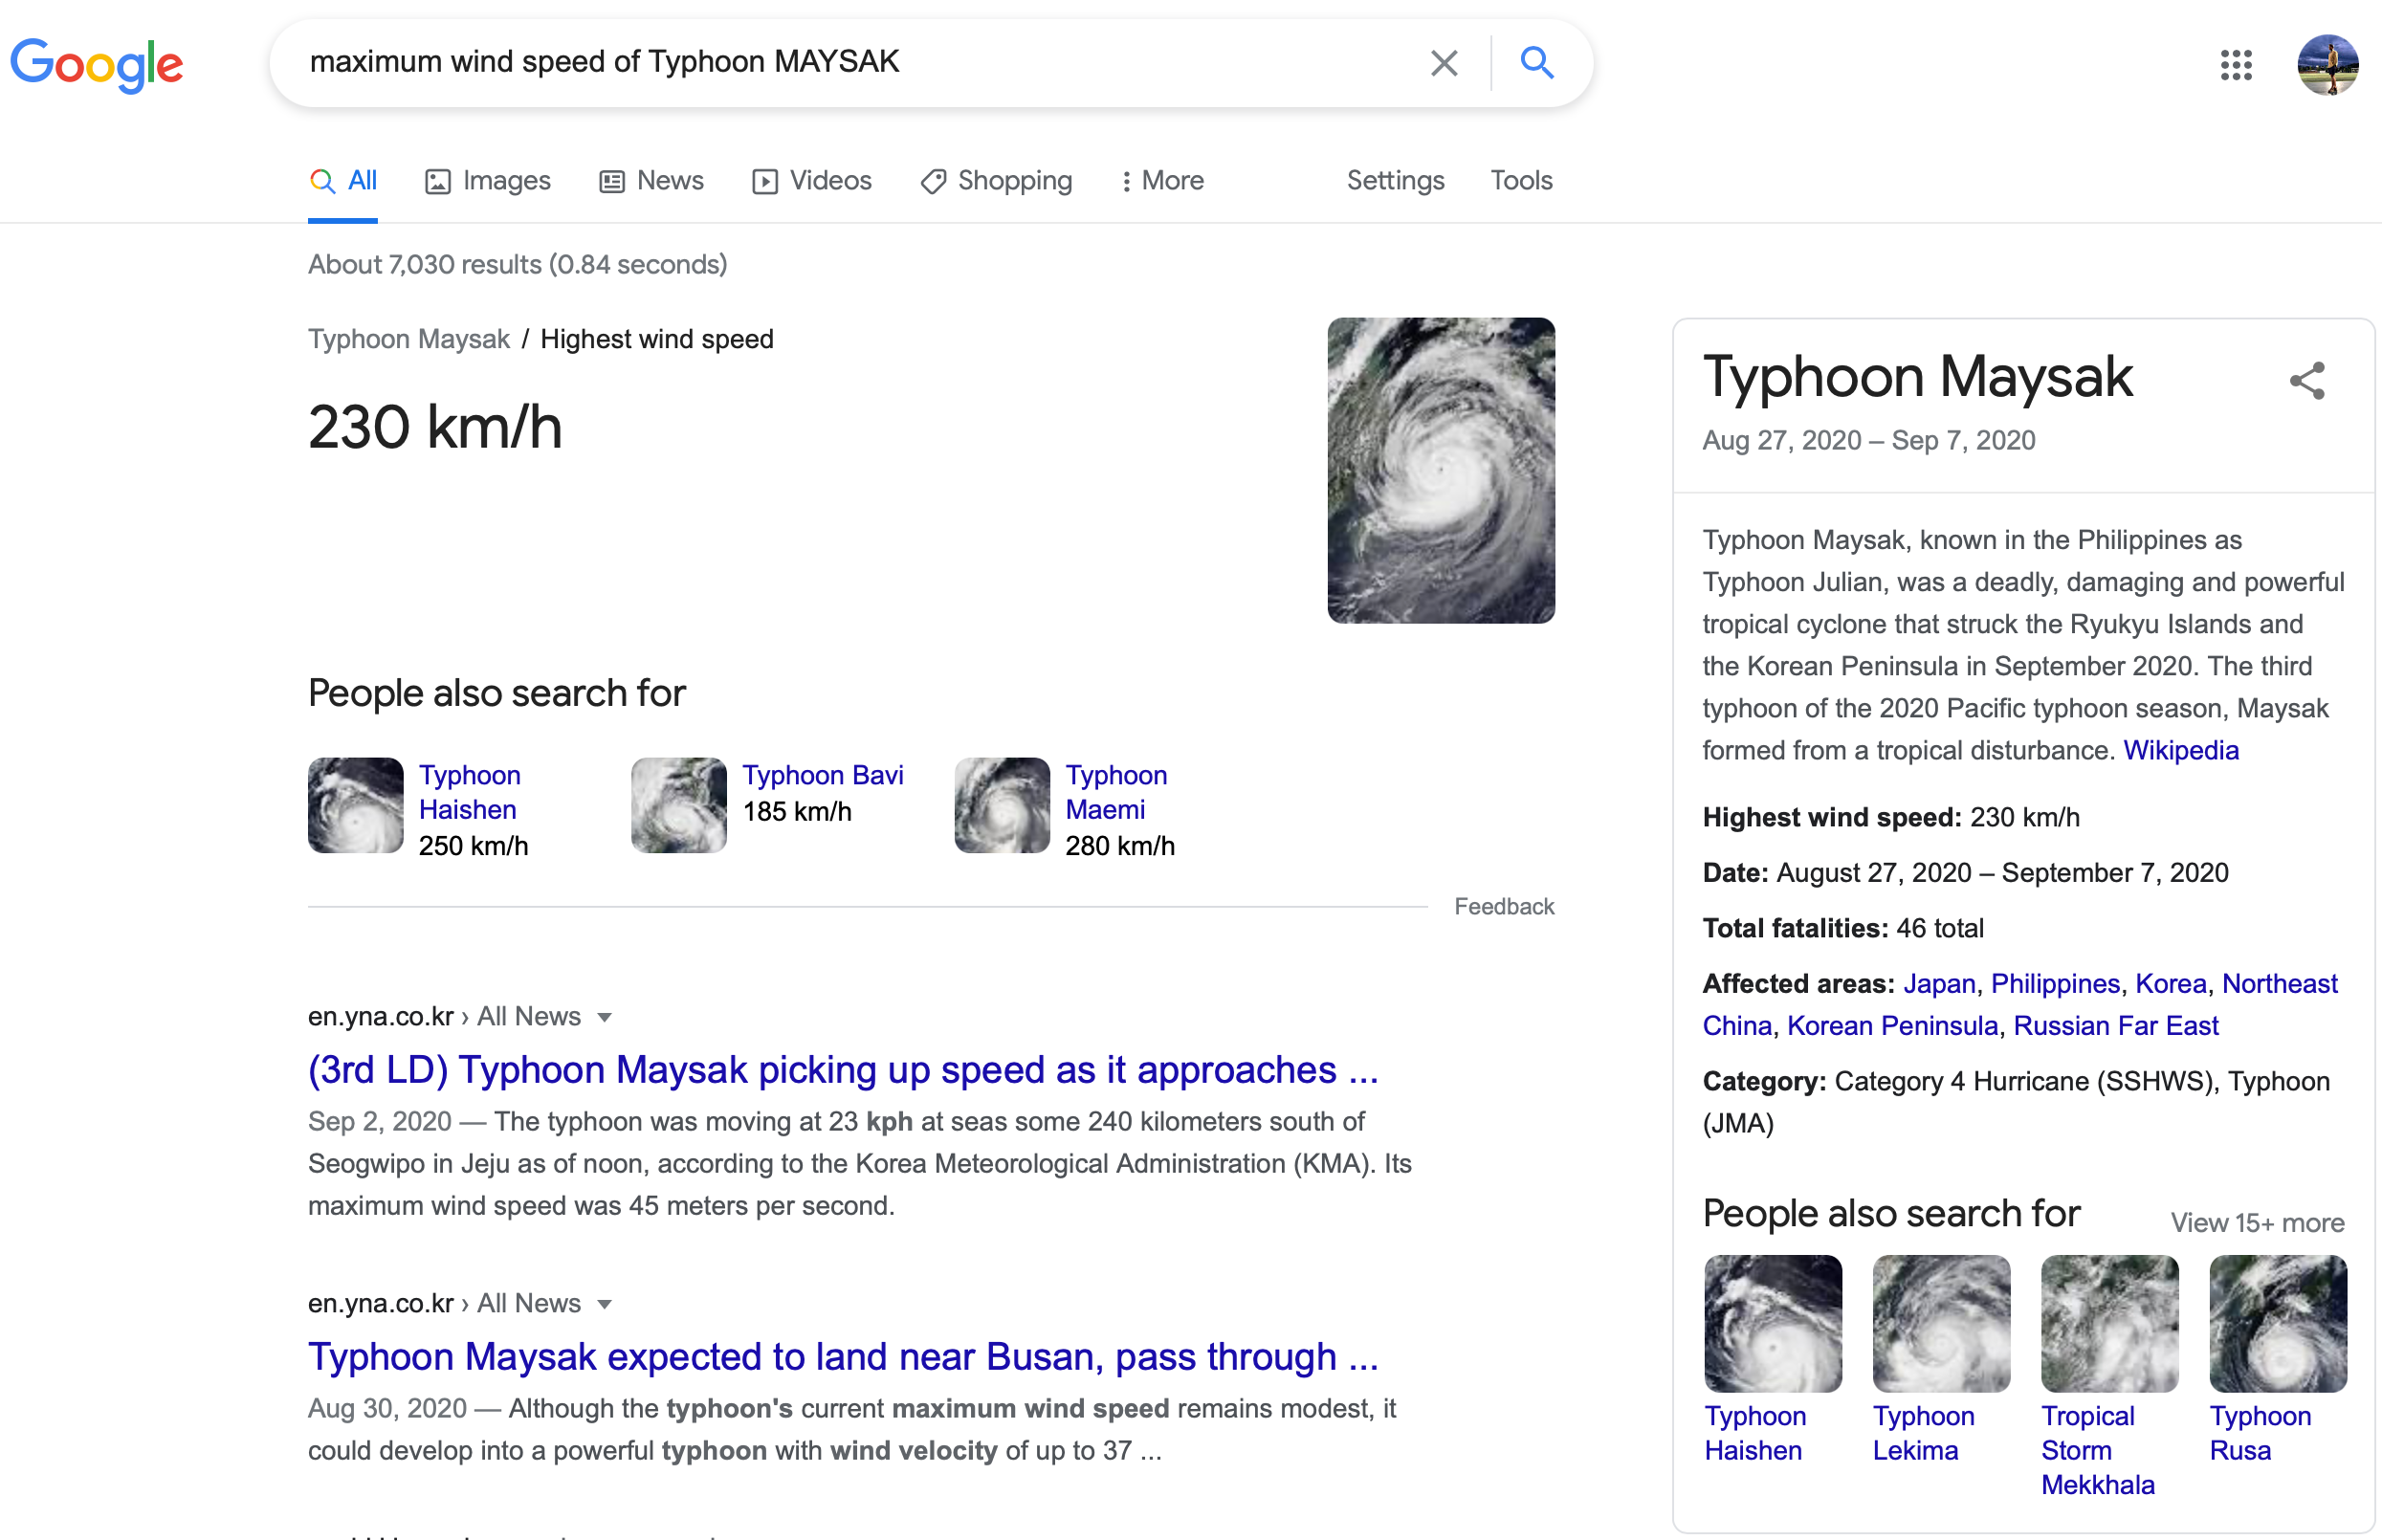 Google
maximum wind speed of Typhoon MAYSAK
All
Images
News
Videos
Shopping
More
Settings
Tools
About 7,030 results (0.84 seconds)
Typhoon Maysak / Highest wind speed
230 km/h
People also search for
Typhoon
Haishen
250 km/h
Typhoon Bavi
185 km/h
Typhoon
Maemi
280 km/h
Feedback
en.yna.co.kr › All News
(3rd LD) Typhoon Maysak picking up speed as it approaches ...
Sep 2, 2020 — The typhoon was moving at 23 kph at seas some 240 kilometers south of
Seogwipo in Jeju as of noon, according to the Korea Meteorological Administration (KMA). Its
maximum wind speed was 45 meters per second.
en.yna.co.kr › All News
Typhoon Maysak expected to land near Busan, pass through ...
Aug 30, 2020 — Although the typhoon's current maximum wind speed remains modest, it
could develop into a powerful typhoon with wind velocity of up to 37 ...
Typhoon Maysak
Aug 27, 2020 – Sep 7, 2020
Typhoon Maysak, known in the Philippines as
Typhoon Julian, was a deadly, damaging and powerful
tropical cyclone that struck the Ryukyu Islands and
the Korean Peninsula in September 2020. The third
typhoon of the 2020 Pacific typhoon season, Maysak
formed from a tropical disturbance. Wikipedia
Highest wind speed: 230 km/h
Date: August 27, 2020 – September 7, 2020
Total fatalities: 46 total
Affected areas: Japan, Philippines, Korea, Northeast
China, Korean Peninsula, Russian Far East
Category: Category 4 Hurricane (SSHWS), Typhoon
(JMA)
People also search for
View 15+ more
Typhoon
Haishen
Typhoon
Lekima
Tropical
Storm
Mekkhala
Typhoon
Rusa